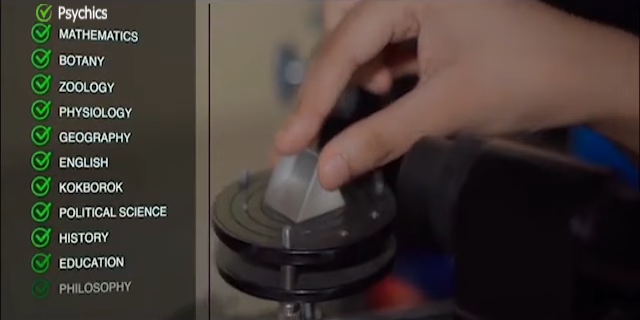 Psychics
MATHEMATICS
BOTANY
ZOOLOGY
PHYSIOLOGY
GEOGRAPHY
ENGLISH
KOKBOROK
POLITICAL SCIENCE
HISTORY
EDUCATION
PHILOSOPHY